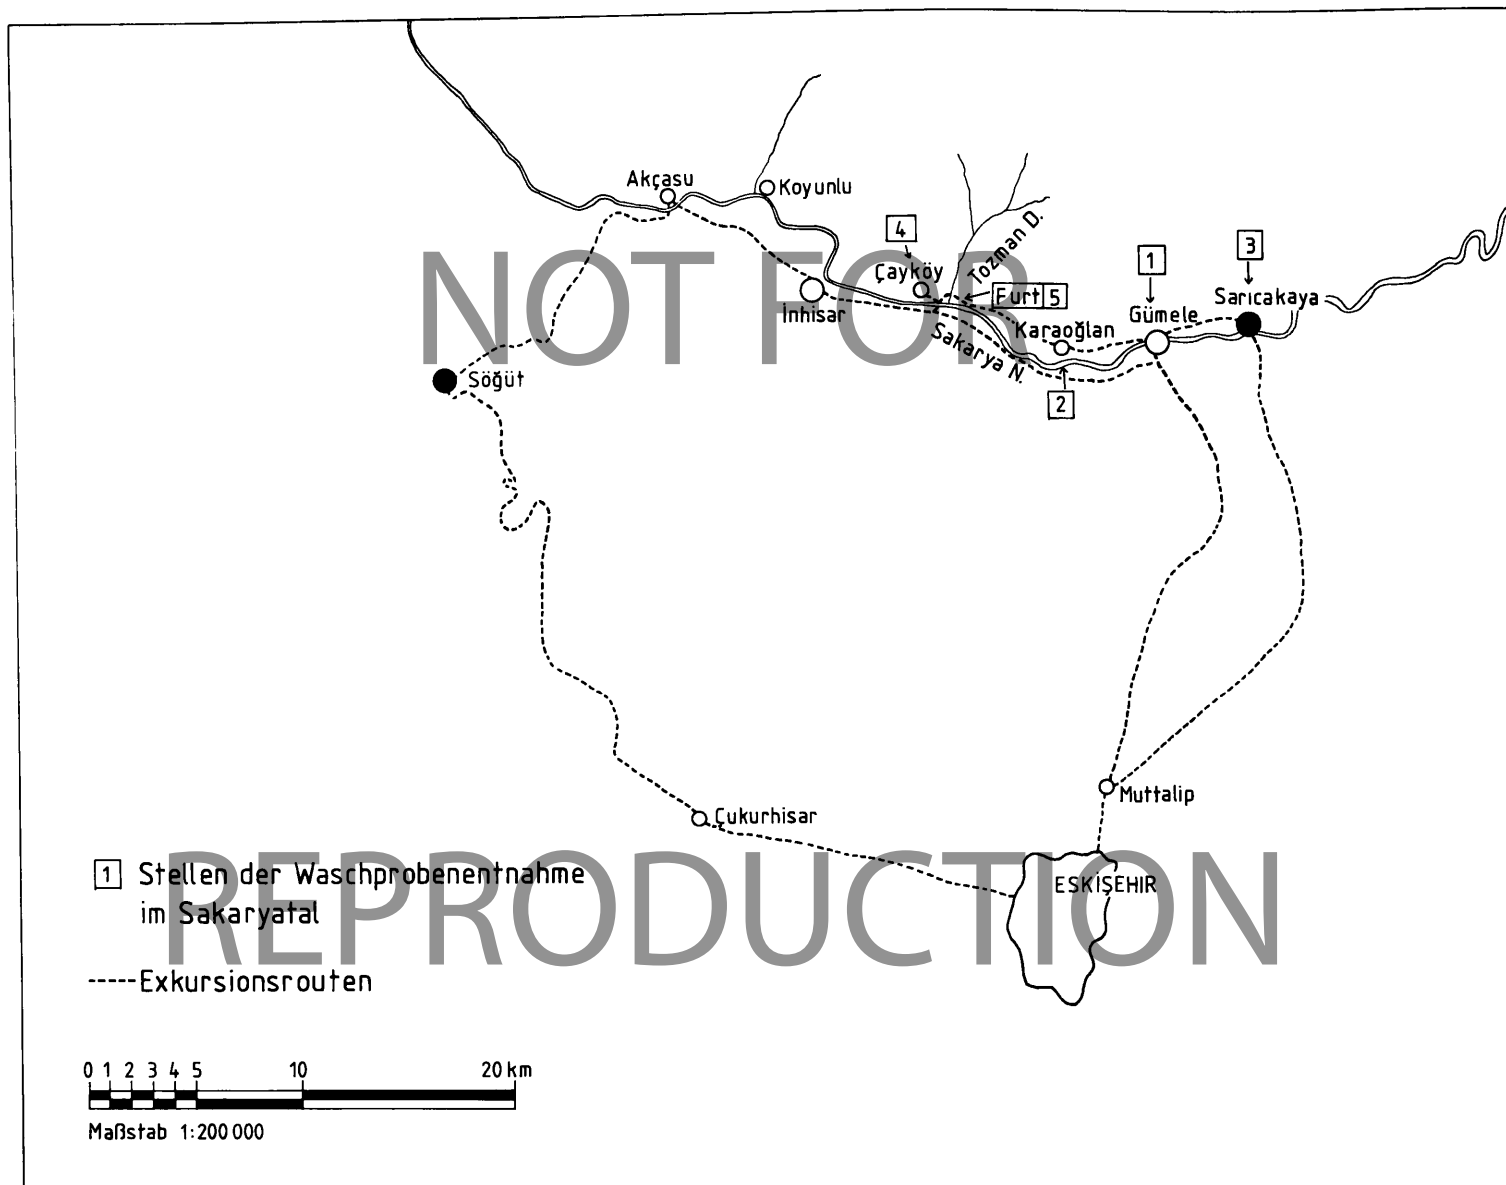 Akçasu
Koyunlu
4
Çayköy
Tozman D.
Furt 5
1
3
Gümele
Sarıcakaya
İnhisar
Karaoğlan
Sakarya N.
2
Söğüt
NOT FOR
Muttalip
Çukurhisar
ESKİŞEHIR
REPRODUCTION
1 Stellen der Waschprobenentnahme
im Sakaryatal
Exkursionsrouten
0 1 2 3 4 5 10 20 km
Maßstab 1:200 000